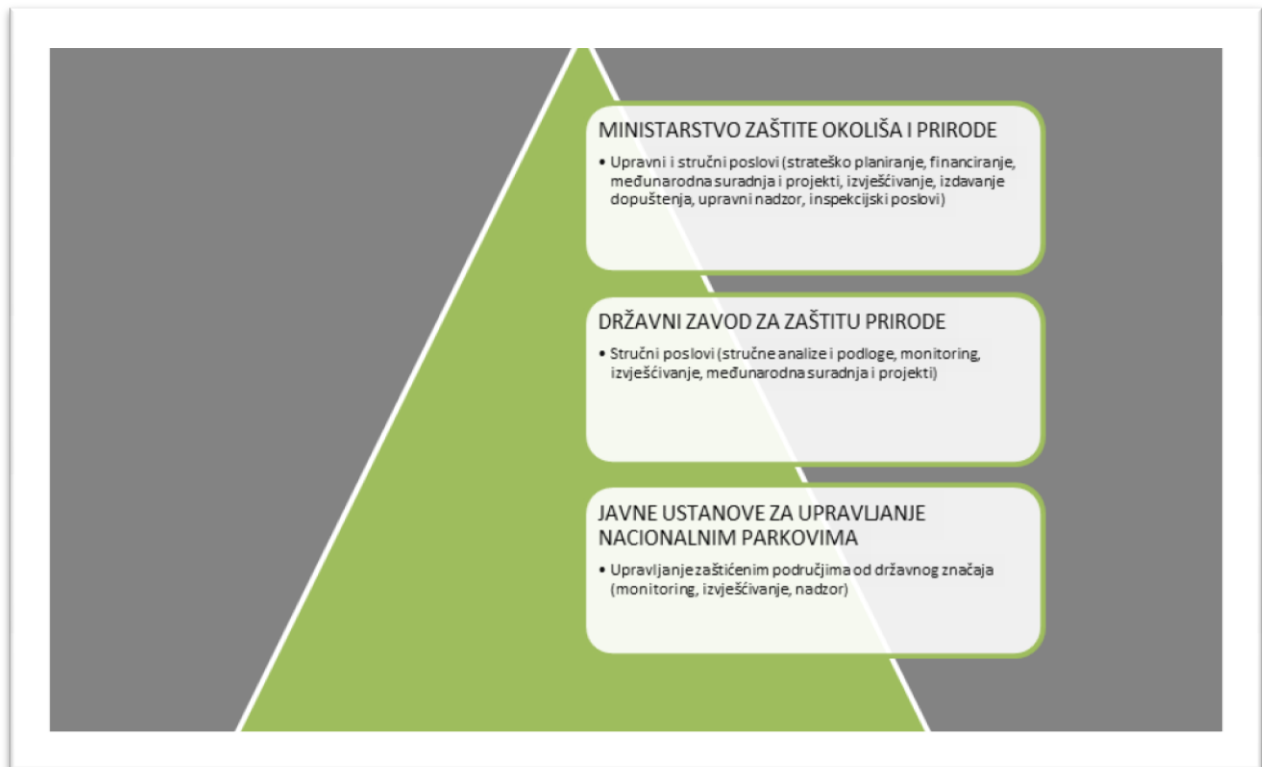 MINISTARSTVO ZAŠTITE OKOLIŠA I PRIRODE
• Upravni i stručni poslovi (strateško planiranje, financiranje,
međunarodna suradnja i projekti, izvješćivanje, izdavanje
dopuštenja, upravni nadzor, inspekcijski poslovi)
DRŽAVNI ZAVOD ZA ZAŠTITU PRIRODE
• Stručni poslovi (stručne analize i podloge, monitoring,
izvješćivanje, međunarodna suradnja i projekti)
JAVNE USTANOVE ZA UPRAVLJANJE
NACIONALNIM PARKOVIMA
• Upravljanje zaštićenim područjima od državnog značaja
(monitoring, izvješćivanje, nadzor)